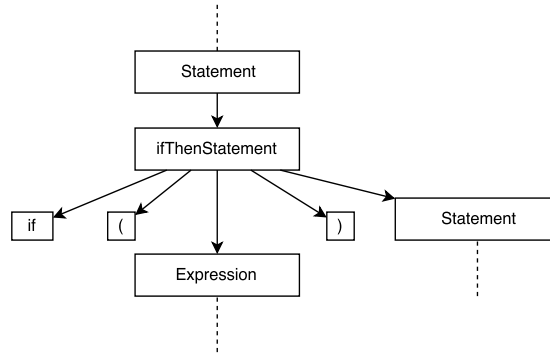 Statement
ifThenStatement
if
(
)
Statement
Expression